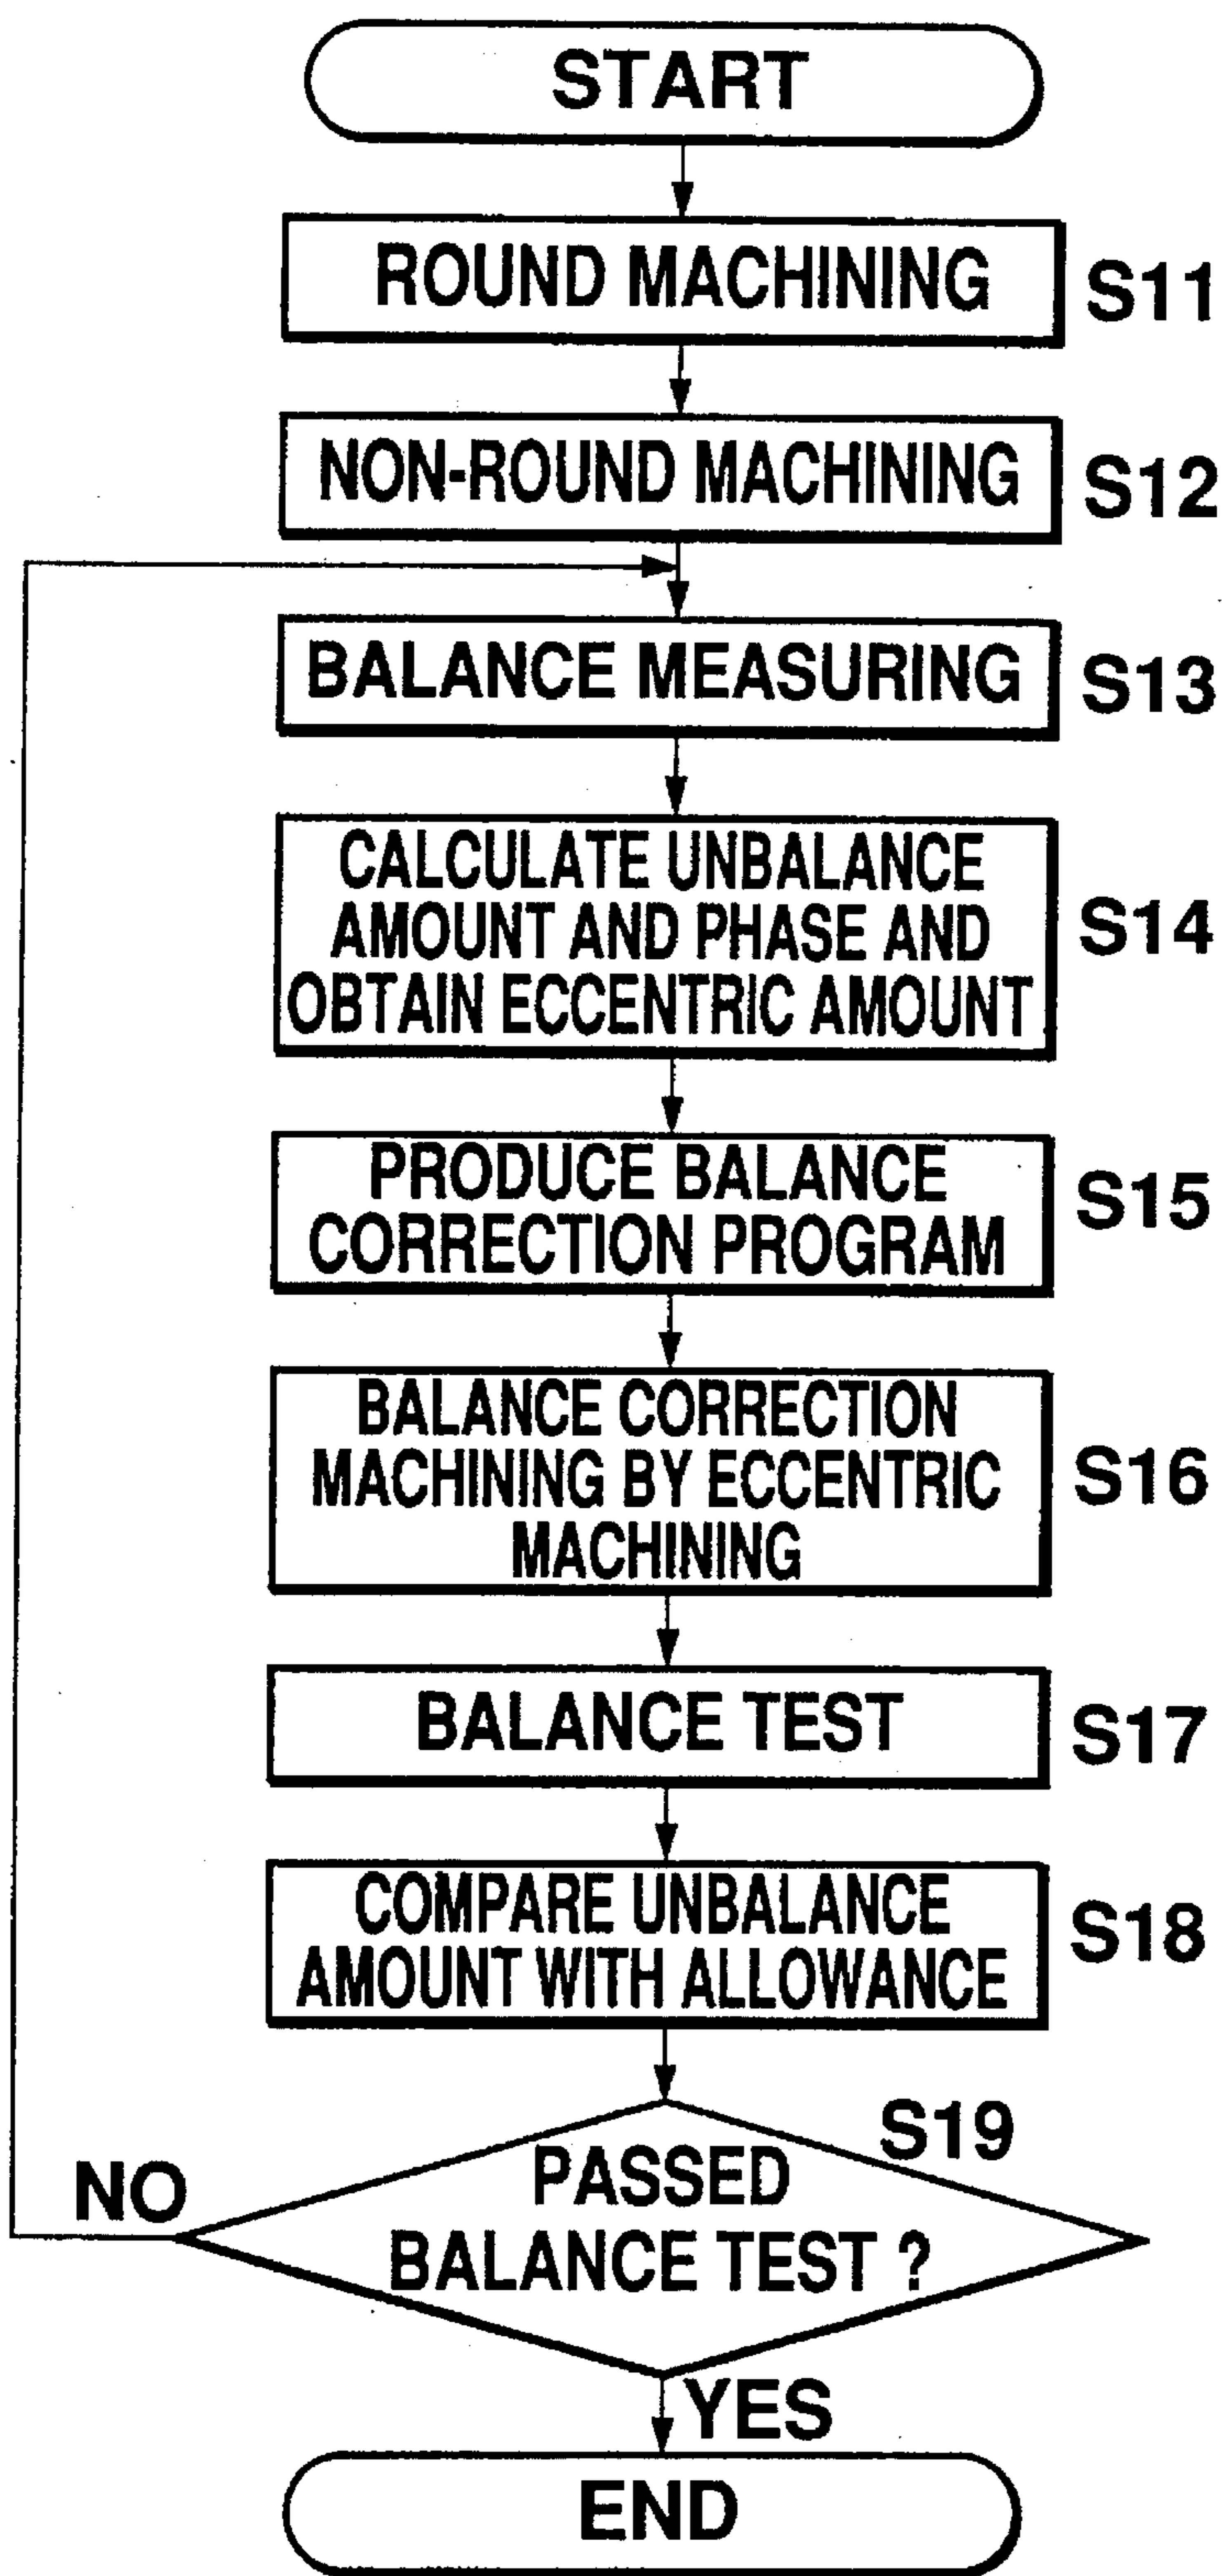 START
ROUND MACHINING
S11
NON-ROUND MACHINING
S12
BALANCE MEASURING
S13
CALCULATE UNBALANCE
AMOUNT AND PHASE AND
OBTAIN ECCENTRIC AMOUNT
S14
PRODUCE BALANCE
CORRECTION PROGRAM
S15
BALANCE CORRECTION
MACHINING BY ECCENTRIC
MACHINING
S16
BALANCE TEST
S17
COMPARE UNBALANCE
AMOUNT WITH ALLOWANCE
S18
S19
PASSED
BALANCE TEST ?
NO
YES
END